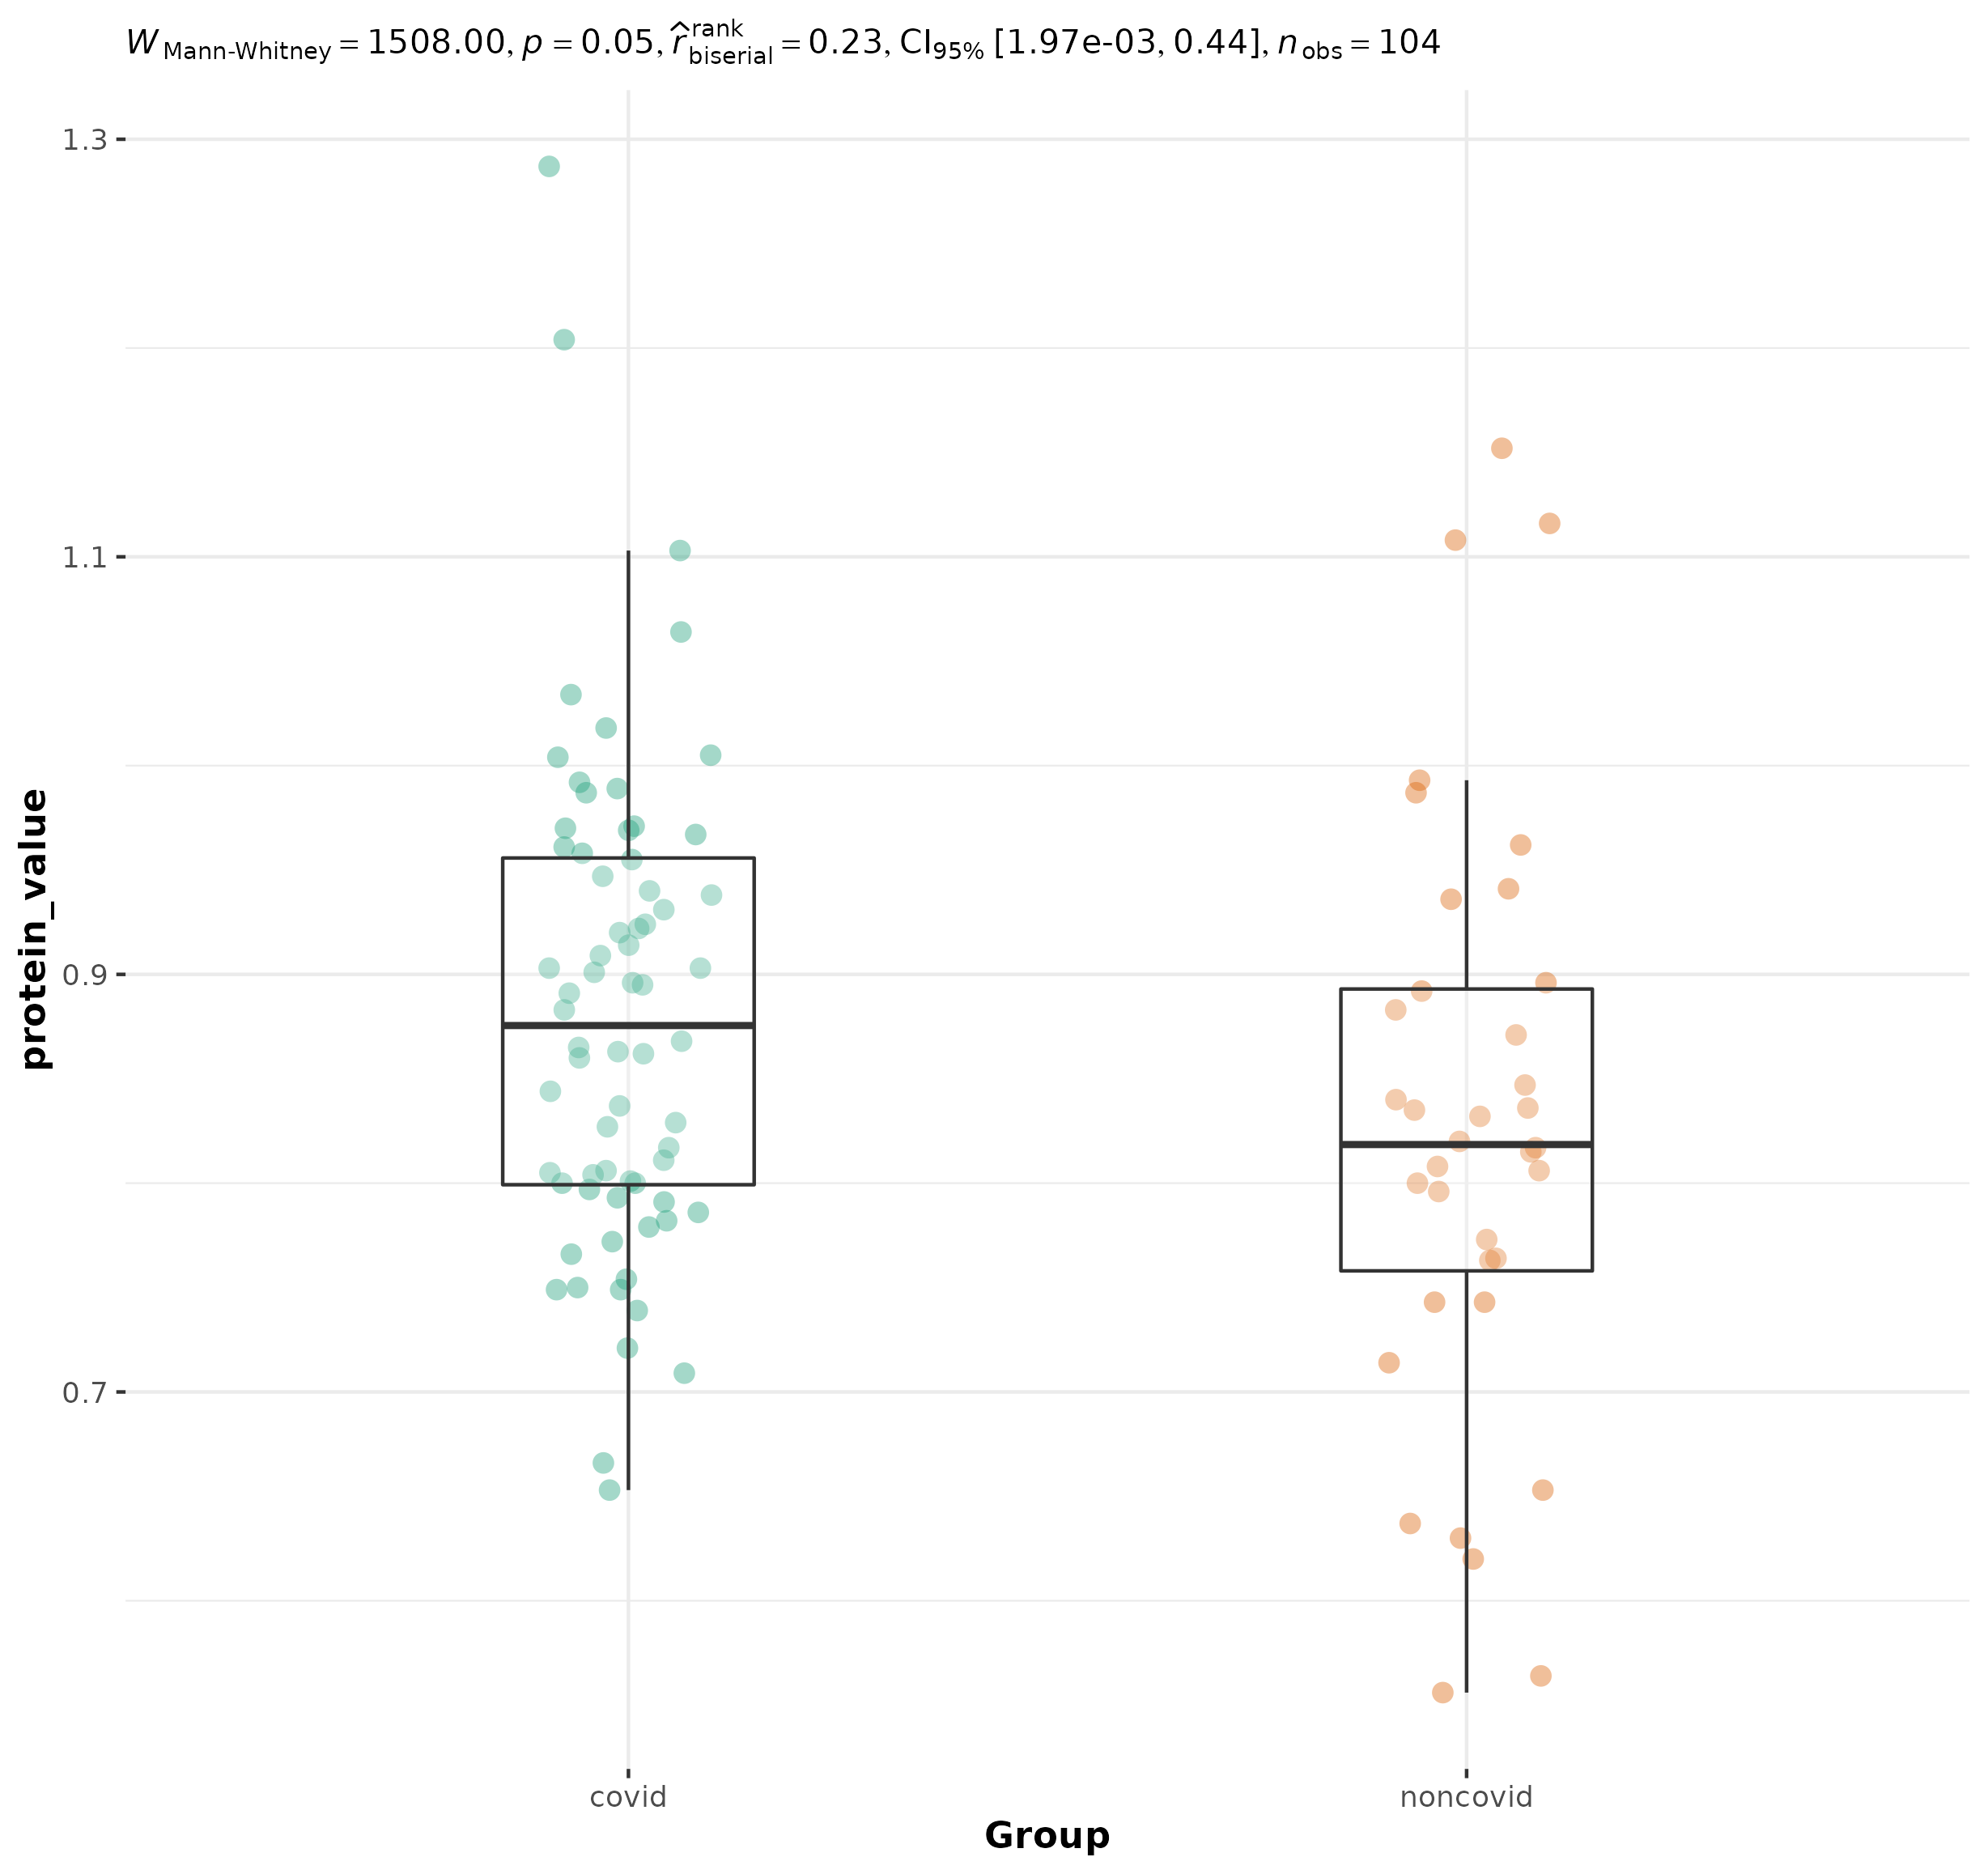 W Mann-Whitney = 1508.00, p = 0.05, r̂ rank biserial = 0.23, CI95% [1.97e-03, 0.44], n obs = 104
1.3
1.1
0.9
0.7
protein_value
covid noncovid
Group